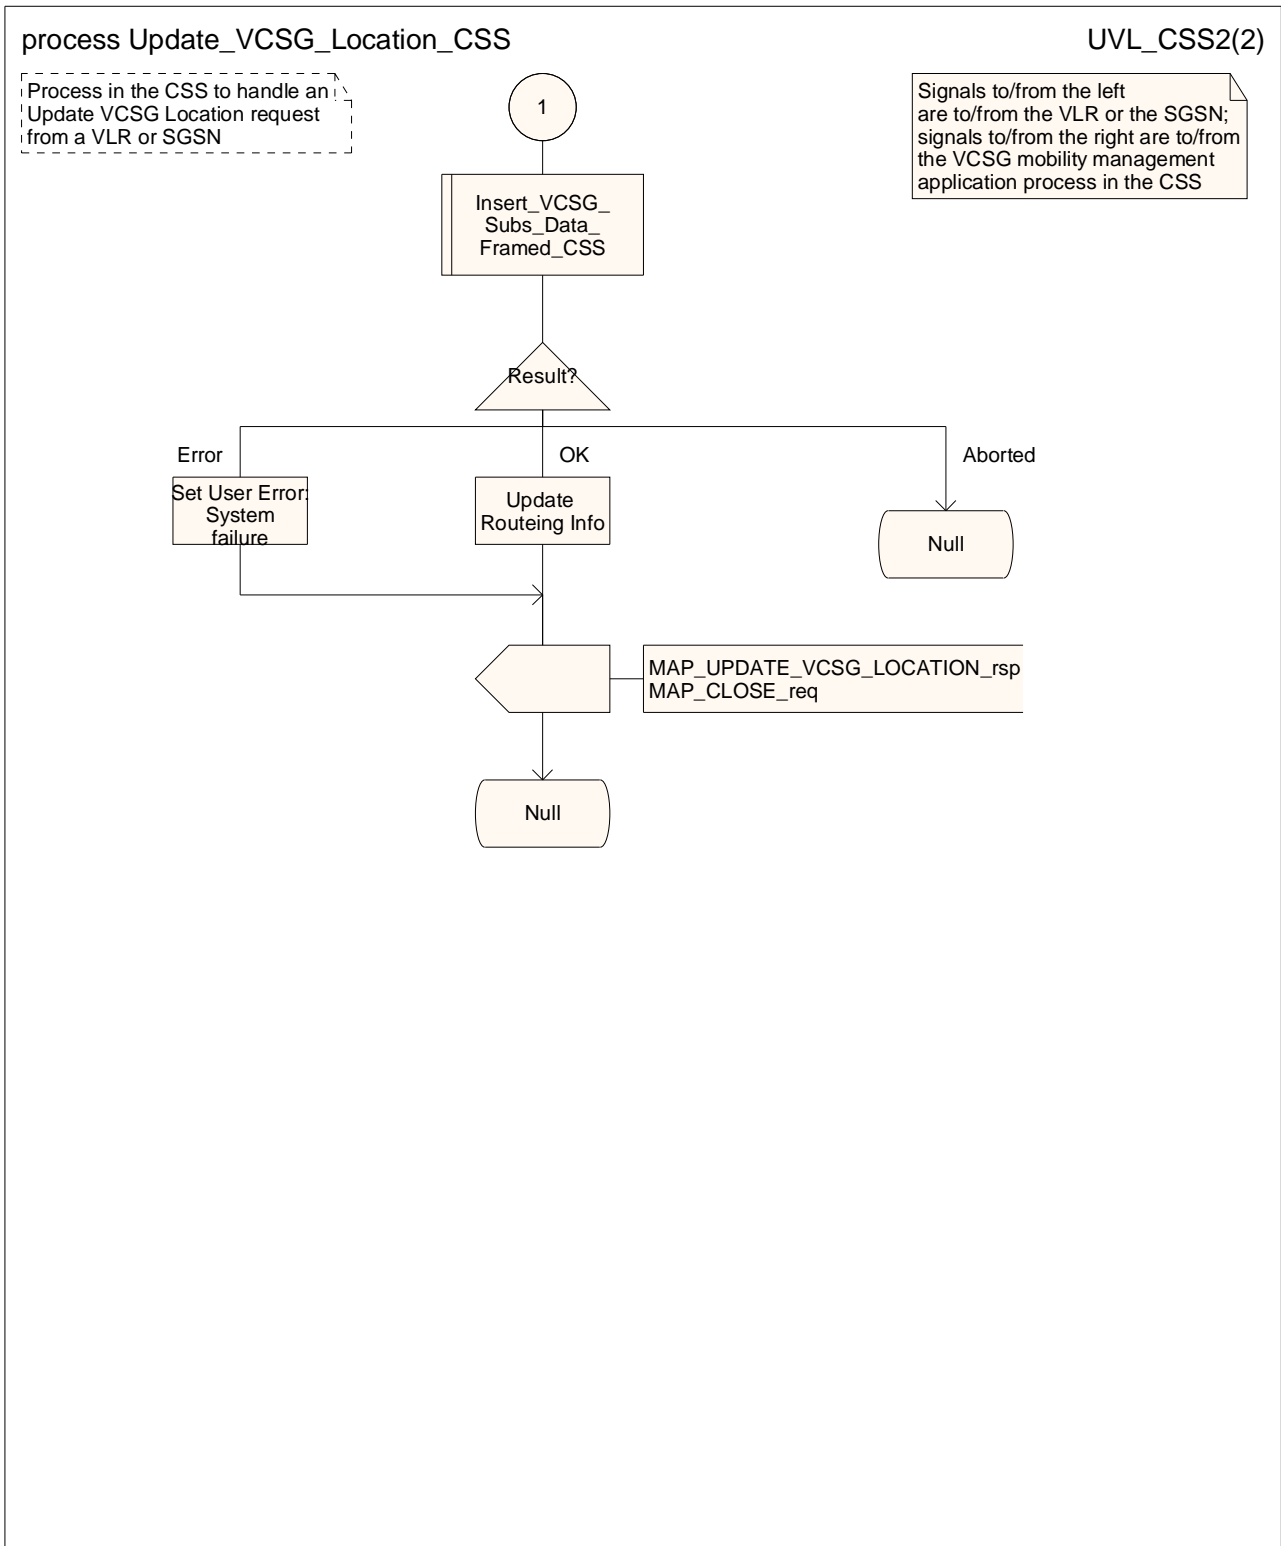 process Update_VCSG_Location_CSS
UVL_CSS2(2)
Process in the CSS to handle an
Update VCSG Location request
from a VLR or SGSN
1
Signals to/from the left
are to/from the VLR or the SGSN;
signals to/from the right are to/from
the VCSG mobility management
application process in the CSS
Insert_VCSG_
Subs_Data_
Framed_CSS
Result?
Error
OK
Aborted
Set User Error:
System
failure
Update
Routeing Info
Null
MAP_UPDATE_VCSG_LOCATION_rsp
MAP_CLOSE_req
Null